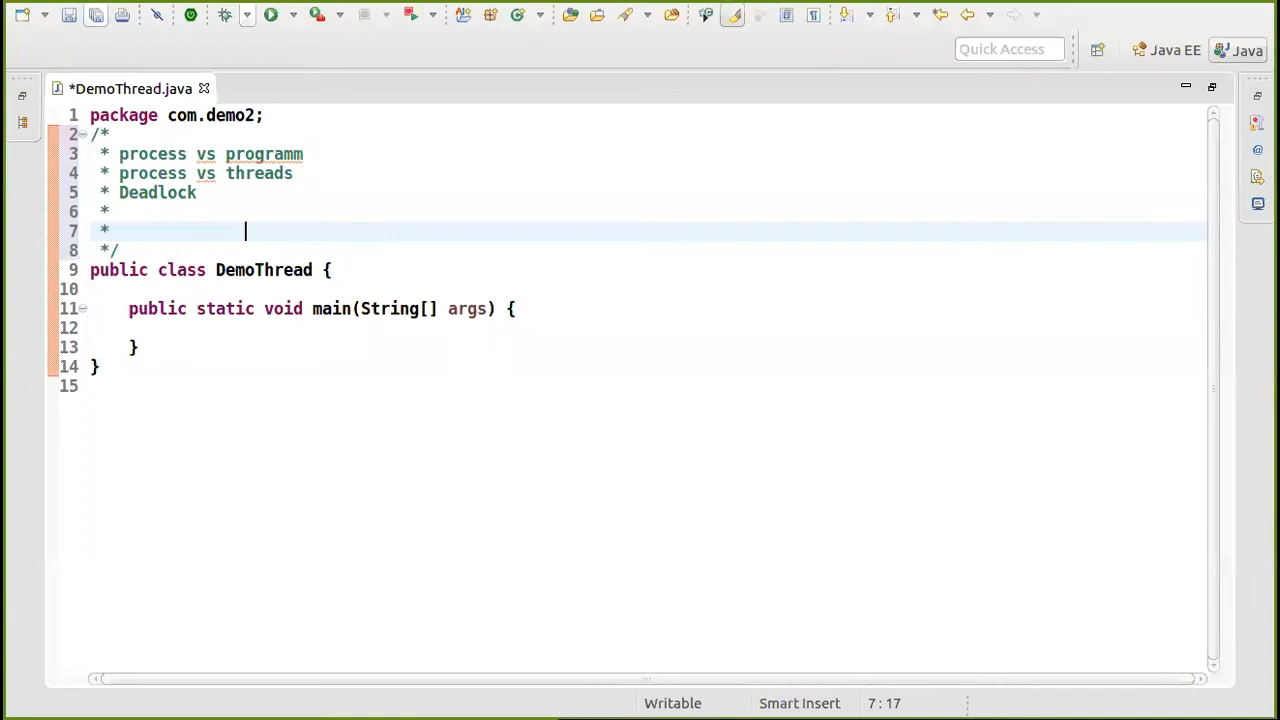 Quick Access
Java EE
Java
*DemoThread.java
1 package com.demo2;
2 /*
3 * process vs programm
4 * process vs threads
5 * Deadlock
6 *
7 *
8 */
9 public class DemoThread {
10
11 public static void main(String[] args) {
12
13 }
14 }
15
Writable
Smart Insert
7 : 17